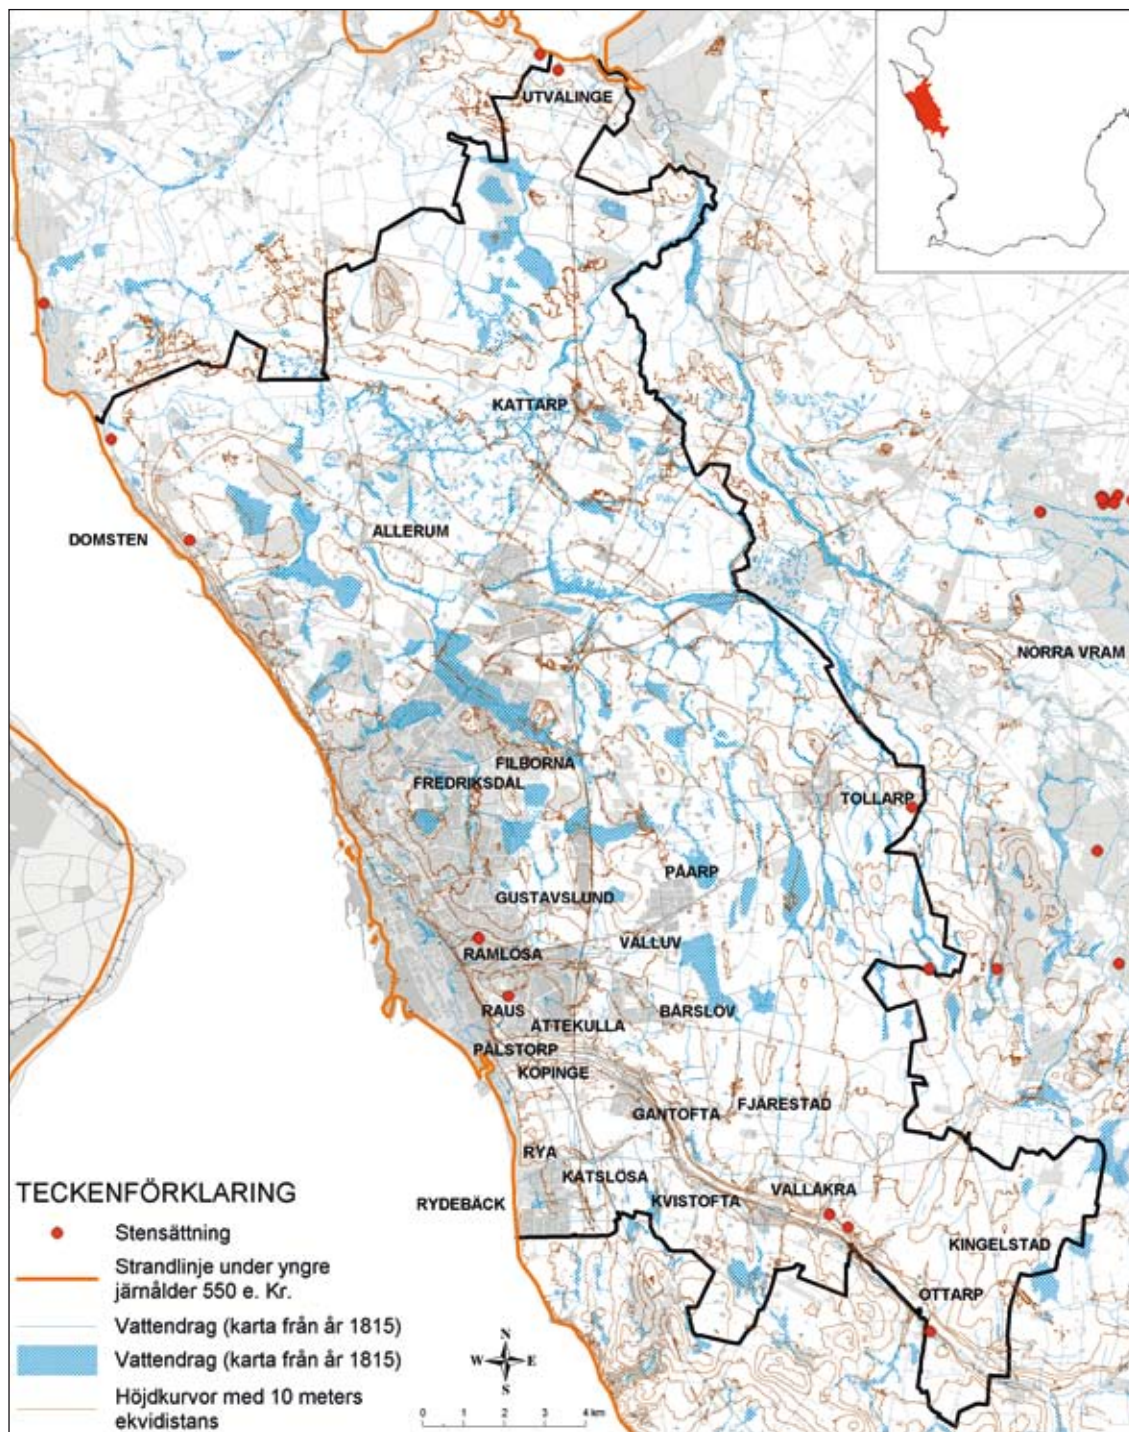 UTVÄLINGE
KATTARP
DOMSTEN
ALLERUM
NORRA VRAM
FILBORNA
FREDRIKSDAL
TOLLARP
PÅARP
GUSTAVSLUND
VALLUV
RAMLÖSA
RAUS
BÅRSLÖV
ÄTTEKULLA
PÅLSTORP
KÖPINGE
FJÄRESTAD
GANTOFTA
RYA
KATSLÖSA
VALLÅKRA
KVISTOFTA
RYDEBÄCK
KINGELSTAD
OTTARP
TECKENFÖRKLARING
Stensättning
Strandlinje under yngre
järnålder 550 e. Kr.
Vattendrag (karta från år 1815)
Vattendrag (karta från år 1815)
Höjdkurvor med 10 meters
ekvidistans
N
W E
S
0 1 2 3 4 km